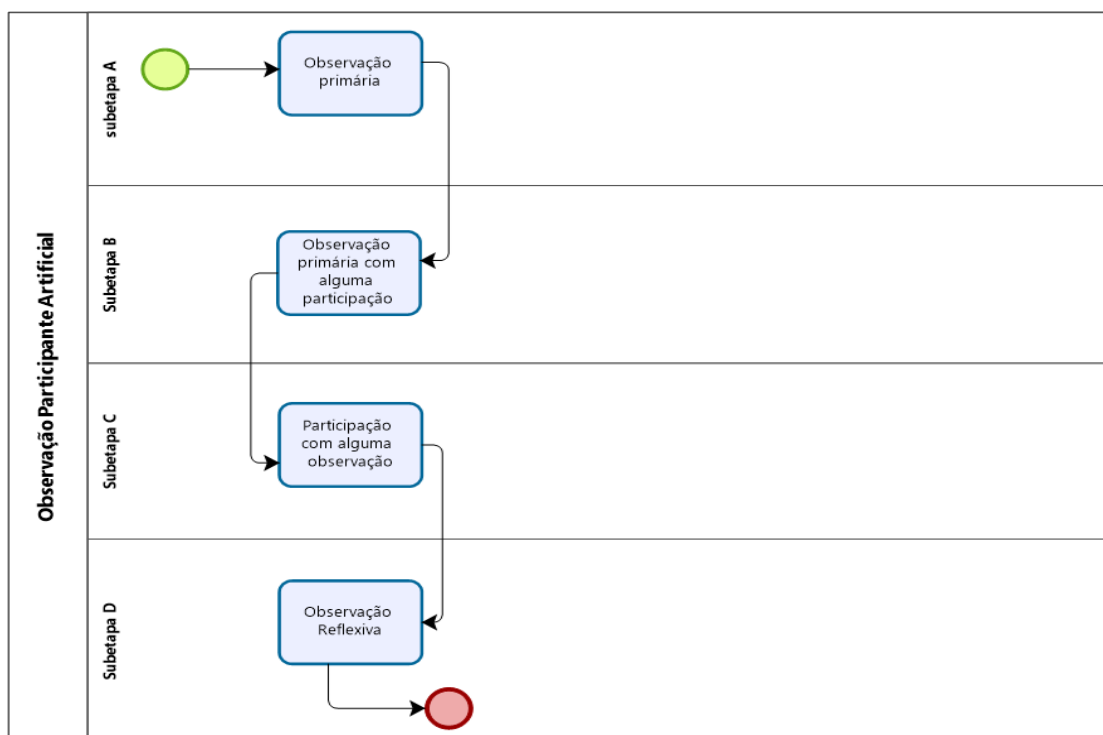 Observação Participante Artificial
subetapa A
Observação
primária
Subetapa B
Observação
primária com
alguma
participação
Subetapa C
Participação
com alguma
observação
Subetapa D
Observação
Reflexiva